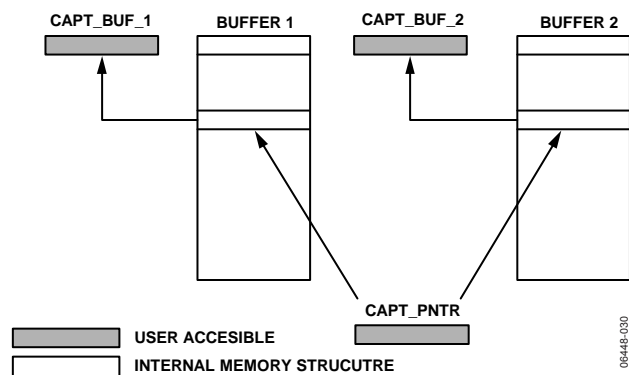 CAPT_BUF_1
BUFFER 1
CAPT_BUF_2
BUFFER 2
CAPT_PNTR
USER ACCESIBLE
INTERNAL MEMORY STRUCUTRE
06448-030